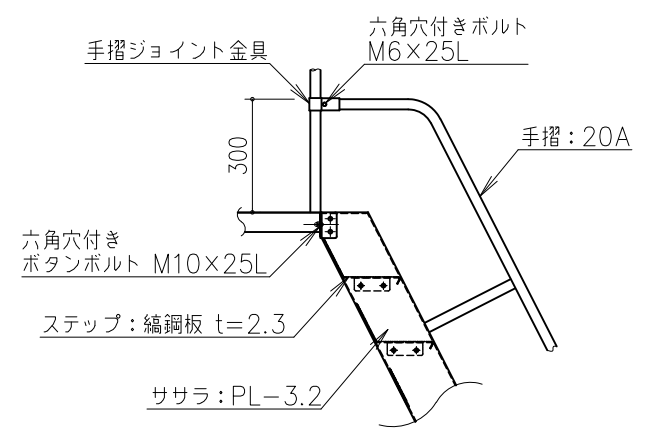 六角穴付きボルト
M6×25L
手摺ジョイント金具
手摺：20A
300
六角穴付き
ボタンボルト M10×25L
ステップ：縞鋼板 t=2.3
ササラ：PL-3.2